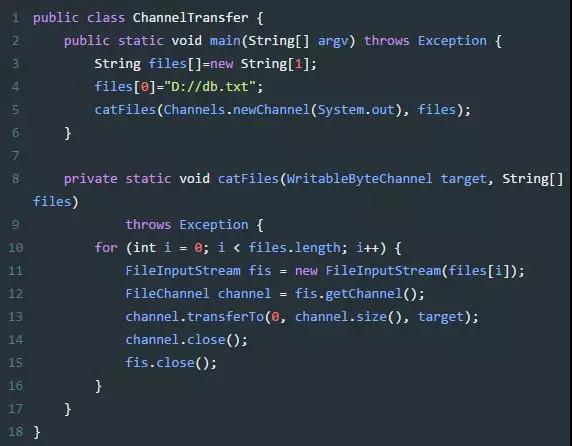 1 public class ChannelTransfer {
2     public static void main(String[] argv) throws Exception {
3         String files[]=new String[1];
4         files[0]="D://db.txt";
5         catFiles(Channels.newChannel(System.out), files);
6     }
7
8     private static void catFiles(WritableByteChannel target, String[]
files)
9             throws Exception {
10         for (int i = 0; i < files.length; i++) {
11             FileInputStream fis = new FileInputStream(files[i]);
12             FileChannel channel = fis.getChannel();
13             channel.transferTo(0, channel.size(), target);
14             channel.close();
15             fis.close();
16         }
17     }
18 }